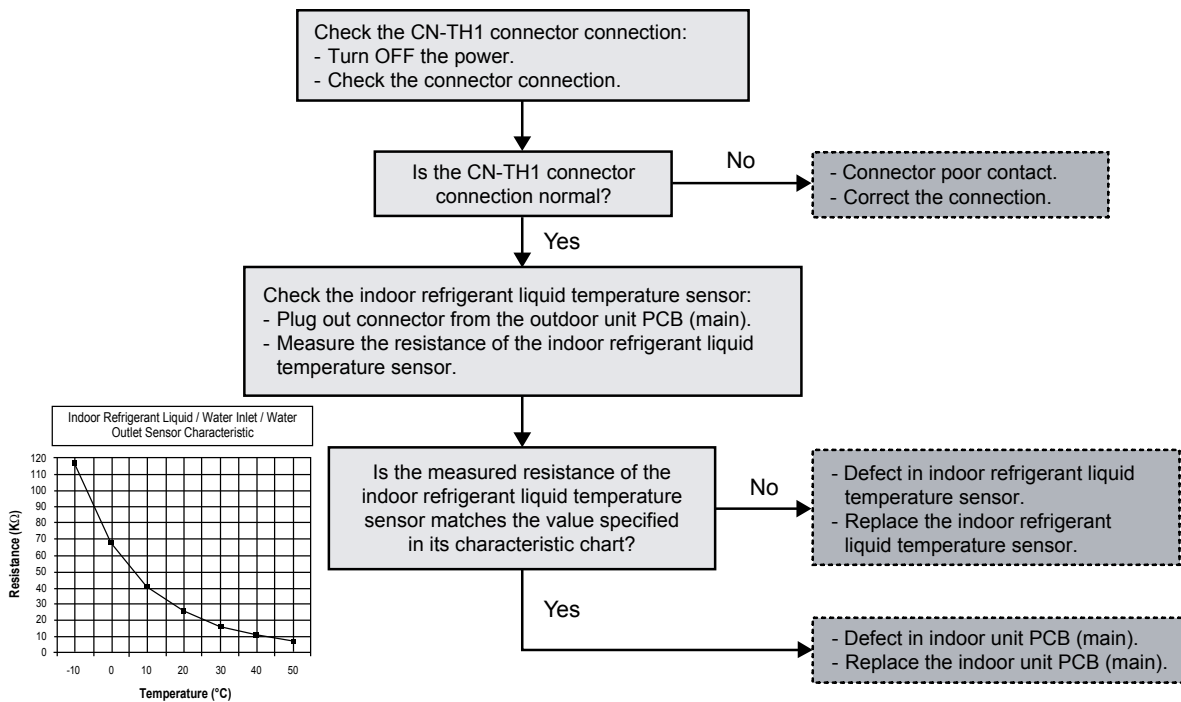 Check the CN-TH1 connector connection:
- Turn OFF the power.
- Check the connector connection.
Is the CN-TH1 connector
connection normal?
No
- Connector poor contact.
- Correct the connection.
Yes
Check the indoor refrigerant liquid temperature sensor:
- Plug out connector from the outdoor unit PCB (main).
- Measure the resistance of the indoor refrigerant liquid
temperature sensor.
Indoor Refrigerant Liquid / Water Inlet / Water
Outlet Sensor Characteristic
Resistance (KΩ)
120
110
100
90
80
70
60
50
40
30
20
10
0
-10 0 10 20 30 40 50
Temperature (°C)
Is the measured resistance of the
indoor refrigerant liquid temperature
sensor matches the value specified
in its characteristic chart?
No
- Defect in indoor refrigerant liquid
temperature sensor.
- Replace the indoor refrigerant
liquid temperature sensor.
Yes
- Defect in indoor unit PCB (main).
- Replace the indoor unit PCB (main).